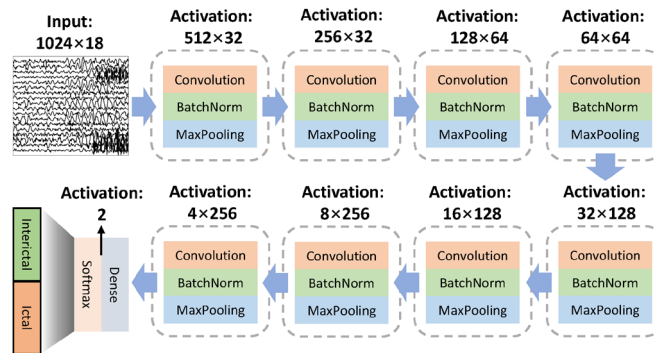 Input:
1024×18
Activation:
512×32
Convolution
BatchNorm
MaxPooling
Activation:
256×32
Convolution
BatchNorm
MaxPooling
Activation:
128×64
Convolution
BatchNorm
MaxPooling
Activation:
64×64
Convolution
BatchNorm
MaxPooling
Activation:
32×128
Convolution
BatchNorm
MaxPooling
Activation:
16×128
Convolution
BatchNorm
MaxPooling
Activation:
8×256
Convolution
BatchNorm
MaxPooling
Activation:
4×256
Convolution
BatchNorm
MaxPooling
Activation:
2
Dense
Softmax
Interictal
Ictal